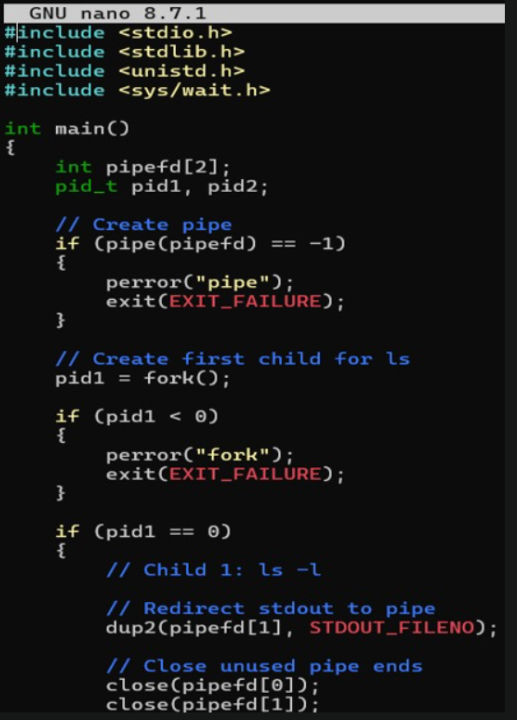 GNU nano 8.7.1
#include <stdio.h>
#include <stdlib.h>
#include <unistd.h>
#include <sys/wait.h>
int main()
{
    int pipefd[2];
    pid_t pid1, pid2;
    // Create pipe
    if (pipe(pipefd) == -1)
    {
        perror("pipe");
        exit(EXIT_FAILURE);
    }
    // Create first child for ls
    pid1 = fork();
    if (pid1 < 0)
    {
        perror("fork");
        exit(EXIT_FAILURE);
    }
    if (pid1 == 0)
    {
        // Child 1: ls -l
        // Redirect stdout to pipe
        dup2(pipefd[1], STDOUT_FILENO);
        // Close unused pipe ends
        close(pipefd[0]);
        close(pipefd[1]);